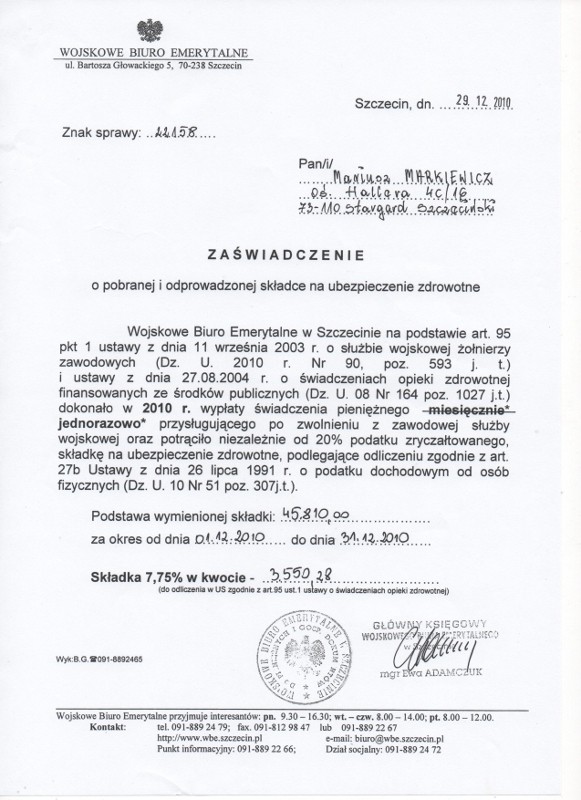 WOJSKOWE BIURO EMERYTALNE
ul. Bartosza Głowackiego 5, 70-238 Szczecin
Szczecin, dn. 29.12.2010.
Znak sprawy: ..22158....
Pan/i/
Mariusz MARKIEWICZ
Oś. Hallera 4C/16
73-110 Stargard Szczeciński
ZAŚWIADCZENIE
o pobranej i odprowadzonej składce na ubezpieczenie zdrowotne
Wojskowe Biuro Emerytalne w Szczecinie na podstawie art. 95
pkt 1 ustawy z dnia 11 września 2003 r. o służbie wojskowej żołnierzy
zawodowych (Dz. U. 2010 r. Nr 90, poz. 593 j. t.)
i ustawy z dnia 27.08.2004 r. o świadczeniach opieki zdrowotnej
finansowanych ze środków publicznych (Dz. U. 08 Nr 164 poz. 1027 j.t.)
dokonało w 2010 r. wypłaty świadczenia pieniężnego miesięcznie*
jednorazowo* przysługującego po zwolnieniu z zawodowej służby
wojskowej oraz potrąciło niezależnie od 20% podatku zryczałtowanego,
składkę na ubezpieczenie zdrowotne, podlegające odliczeniu zgodnie z art.
27b Ustawy z dnia 26 lipca 1991 r. o podatku dochodowym od osób
fizycznych (Dz. U. 10 Nr 51 poz. 307j.t.).
Podstawa wymienionej składki: 45.810,00
za okres od dnia 01.12.2010 do dnia 31.12.2010
Składka 7,75% w kwocie - 3.550,28
(do odliczenia w US zgodnie z art.95 ust.1 ustawy o świadczeniach opieki zdrowotnej)
WOJSKOWE BIURO EMERYTALNE W SZCZECINIE
GŁÓWNY KSIĘGOWY
WOJSKOWEGO BIURA EMERYTALNEGO
w Szczecinie
mgr Ewa ADAMCZUK
Wyk:B.G.☎091-8892465
Wojskowe Biuro Emerytalne przyjmuje interesantów: pn. 9.30 – 16.30; wt. – czw. 8.00 – 14.00; pt. 8.00 – 12.00.
Kontakt: tel. 091-889 24 79; fax. 091-812 98 47 lub 091-889 22 67
http://www.wbe.szczecin.pl e-mail: biuro@wbe.szczecin.pl
Punkt informacyjny: 091-889 22 66; Dział socjalny: 091-889 24 72